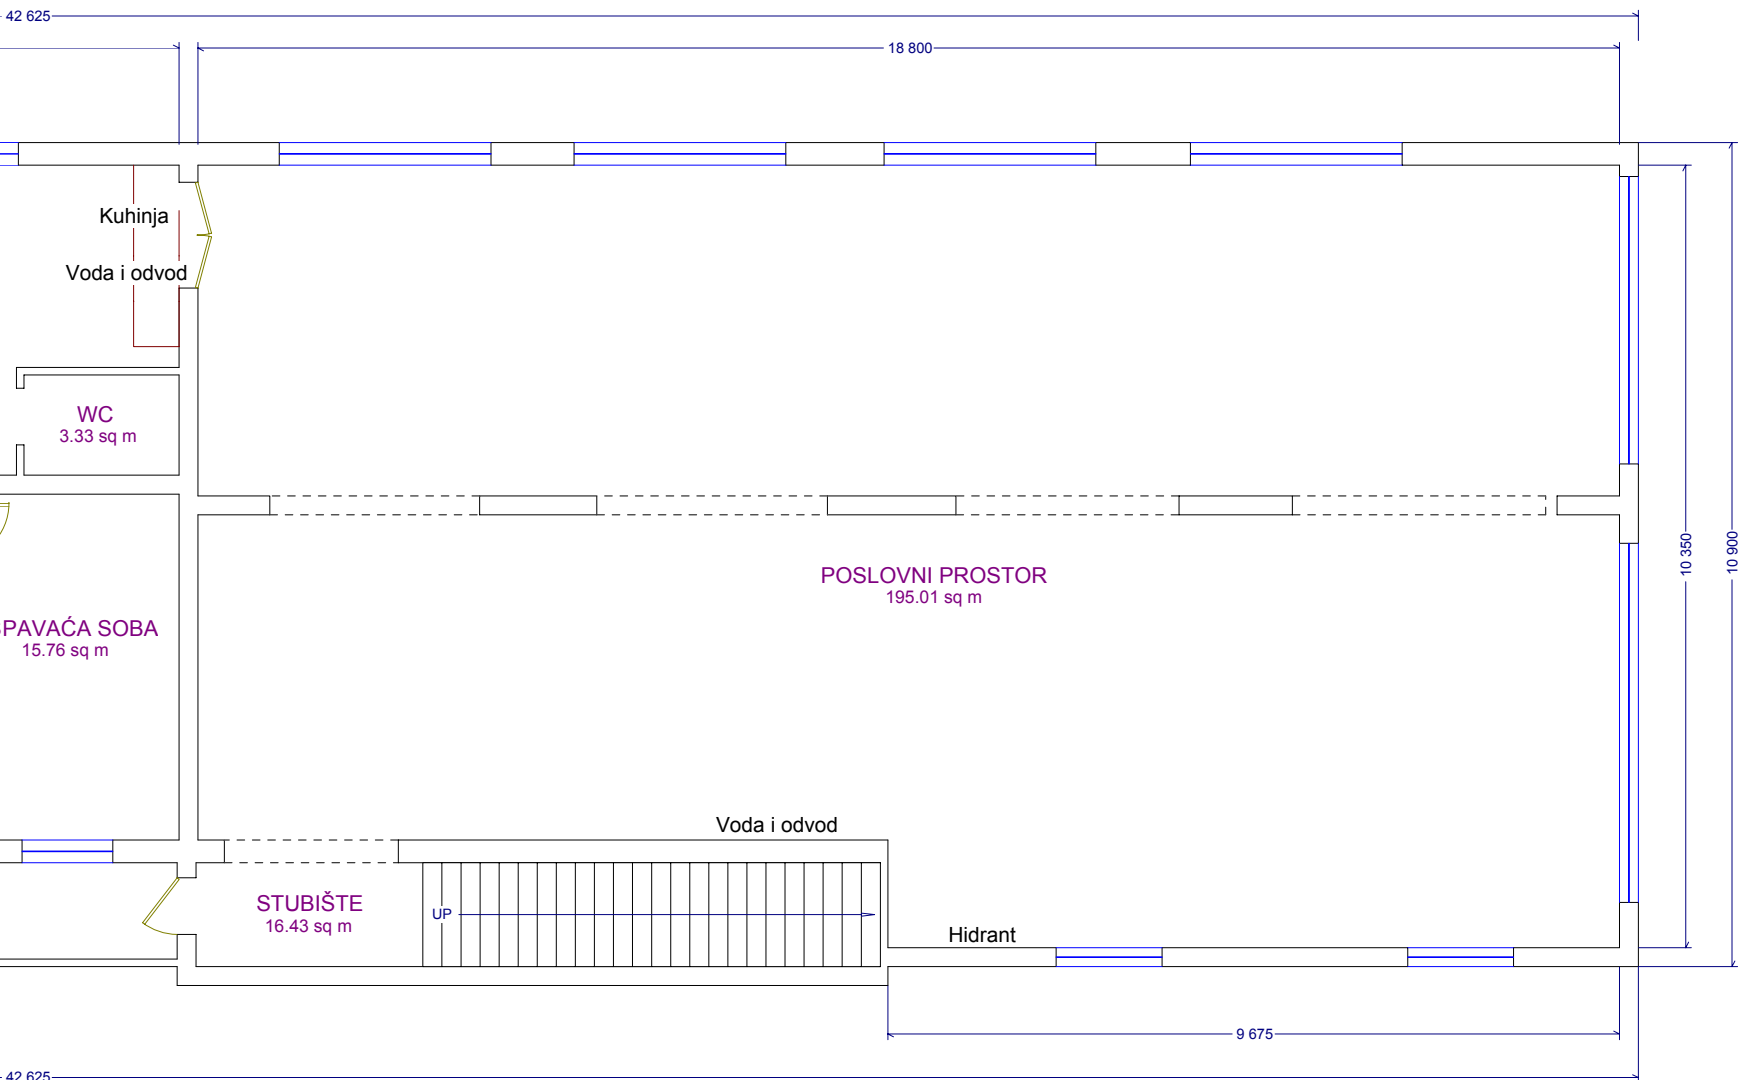 42 625
18 800
Kuhinja
Voda i odvod
WC
3.33 sq m
10 350
10 900
POSLOVNI PROSTOR
195.01 sq m
PAVAĆA SOBA
15.76 sq m
Voda i odvod
STUBIŠTE
16.43 sq m
UP
Hidrant
9 675
42 625